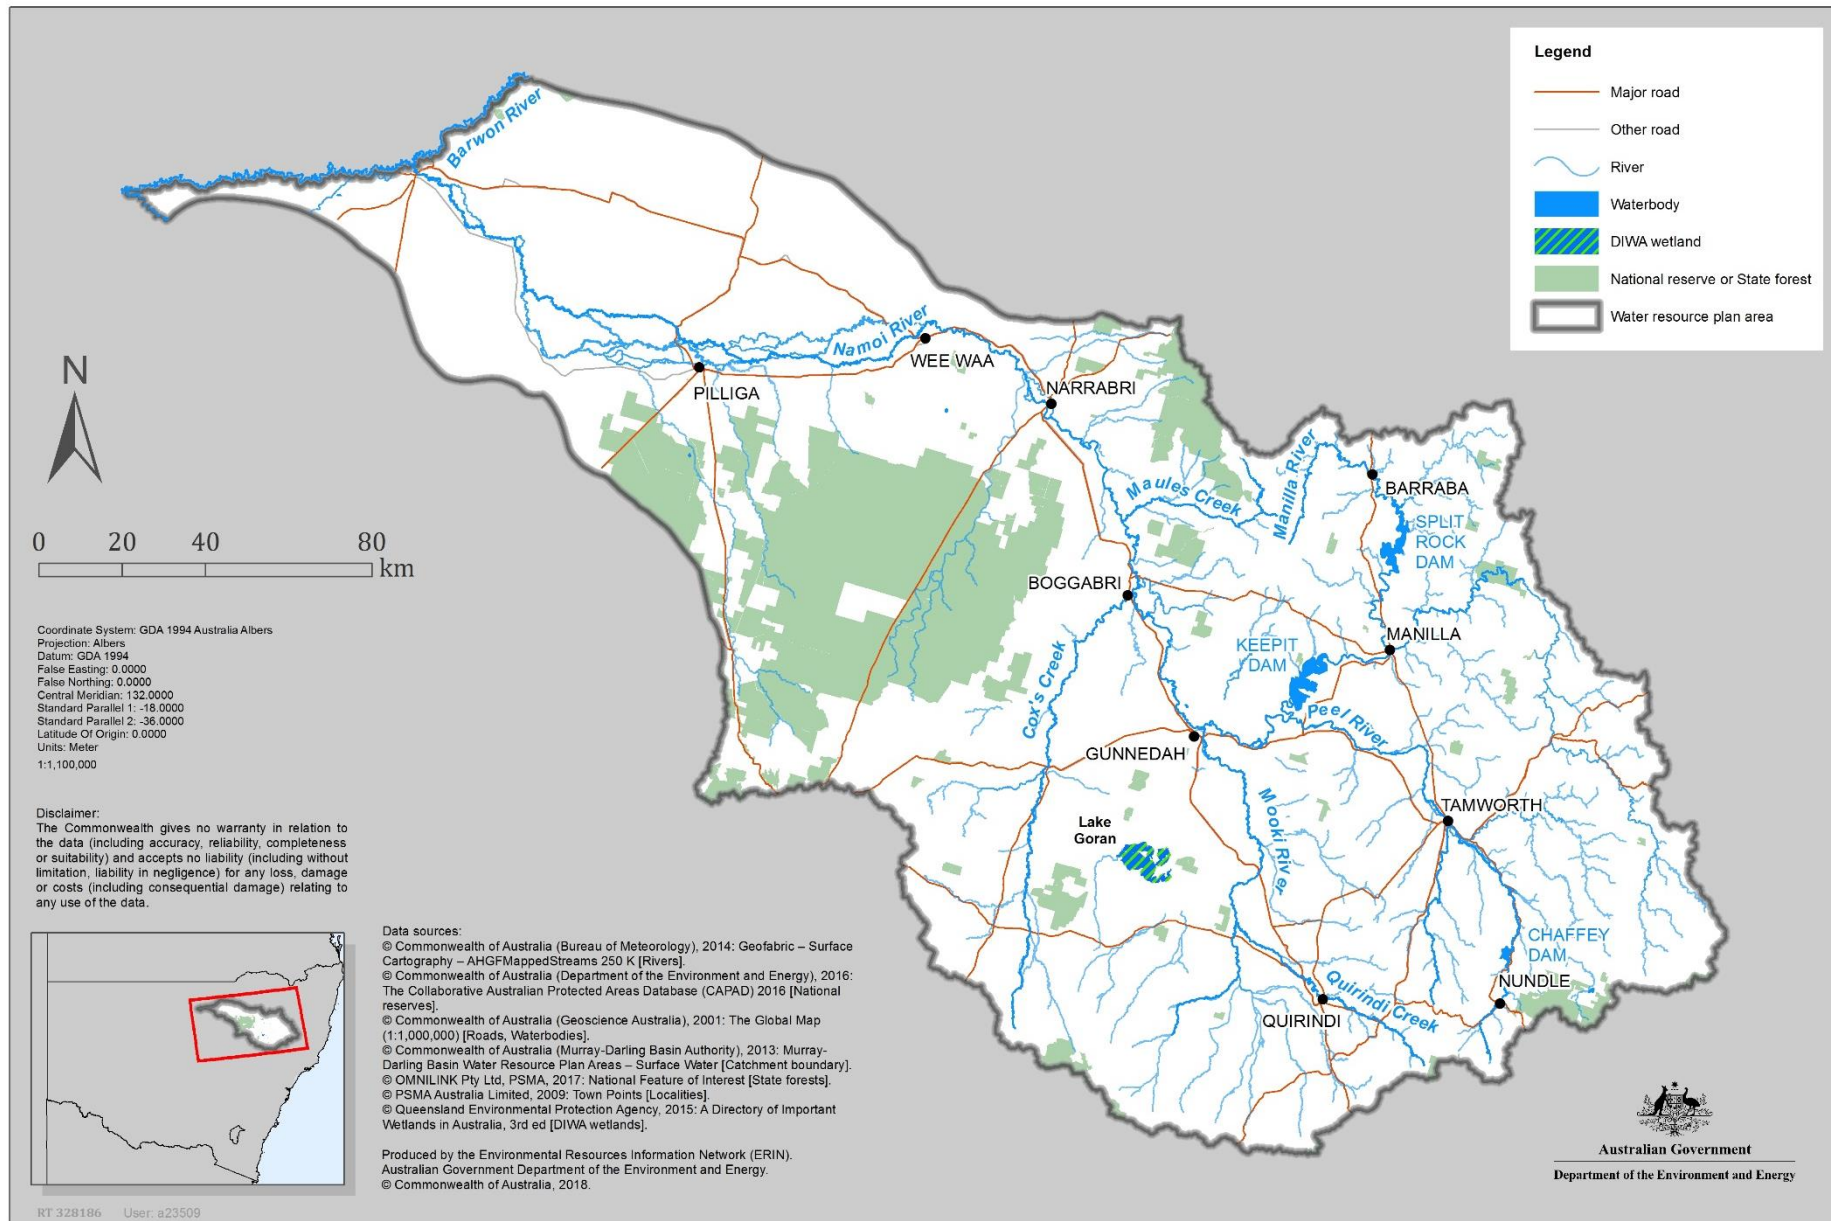 Legend
Major road
Other road
River
Waterbody
DIWA wetland
National reserve or State forest
Water resource plan area
Barwon River
Namoi River
WEE WAA
PILLIGA
NARRABRI
Maules Creek
Manilla River
BARRABA
SPLIT
ROCK
DAM
BOGGABRI
MANILLA
KEEPIT
DAM
Cox's Creek
Peel River
GUNNEDAH
Mooki River
TAMWORTH
Lake
Goran
CHAFFEY
DAM
NUNDLE
Quirindi Creek
QUIRINDI
N
0 20 40 80
km
Coordinate System: GDA 1994 Australia Albers
Projection: Albers
Datum: GDA 1994
False Easting: 0.0000
False Northing: 0.0000
Central Meridian: 132.0000
Standard Parallel 1: -18.0000
Standard Parallel 2: -36.0000
Latitude Of Origin: 0.0000
Units: Meter
1:1,100,000
Disclaimer:
The Commonwealth gives no warranty in relation to
the data (including accuracy, reliability, completeness
or suitability) and accepts no liability (including without
limitation, liability in negligence) for any loss, damage
or costs (including consequential damage) relating to
any use of the data.
Data sources:
© Commonwealth of Australia (Bureau of Meteorology), 2014: Geofabric – Surface
Cartography – AHGFMappedStreams 250 K [Rivers].
© Commonwealth of Australia (Department of the Environment and Energy), 2016:
The Collaborative Australian Protected Areas Database (CAPAD) 2016 [National
reserves].
© Commonwealth of Australia (Geoscience Australia), 2001: The Global Map
(1:1,000,000) [Roads, Waterbodies].
© Commonwealth of Australia (Murray-Darling Basin Authority), 2013: Murray-
Darling Basin Water Resource Plan Areas – Surface Water [Catchment boundary].
© OMNILINK Pty Ltd, PSMA, 2017: National Feature of Interest [State forests].
© PSMA Australia Limited, 2009: Town Points [Localities].
© Queensland Environmental Protection Agency, 2015: A Directory of Important
Wetlands in Australia, 3rd ed [DIWA wetlands].
Produced by the Environmental Resources Information Network (ERIN).
Australian Government Department of the Environment and Energy.
© Commonwealth of Australia, 2018.
Australian Government
Department of the Environment and Energy
RT 328186 User: a23509